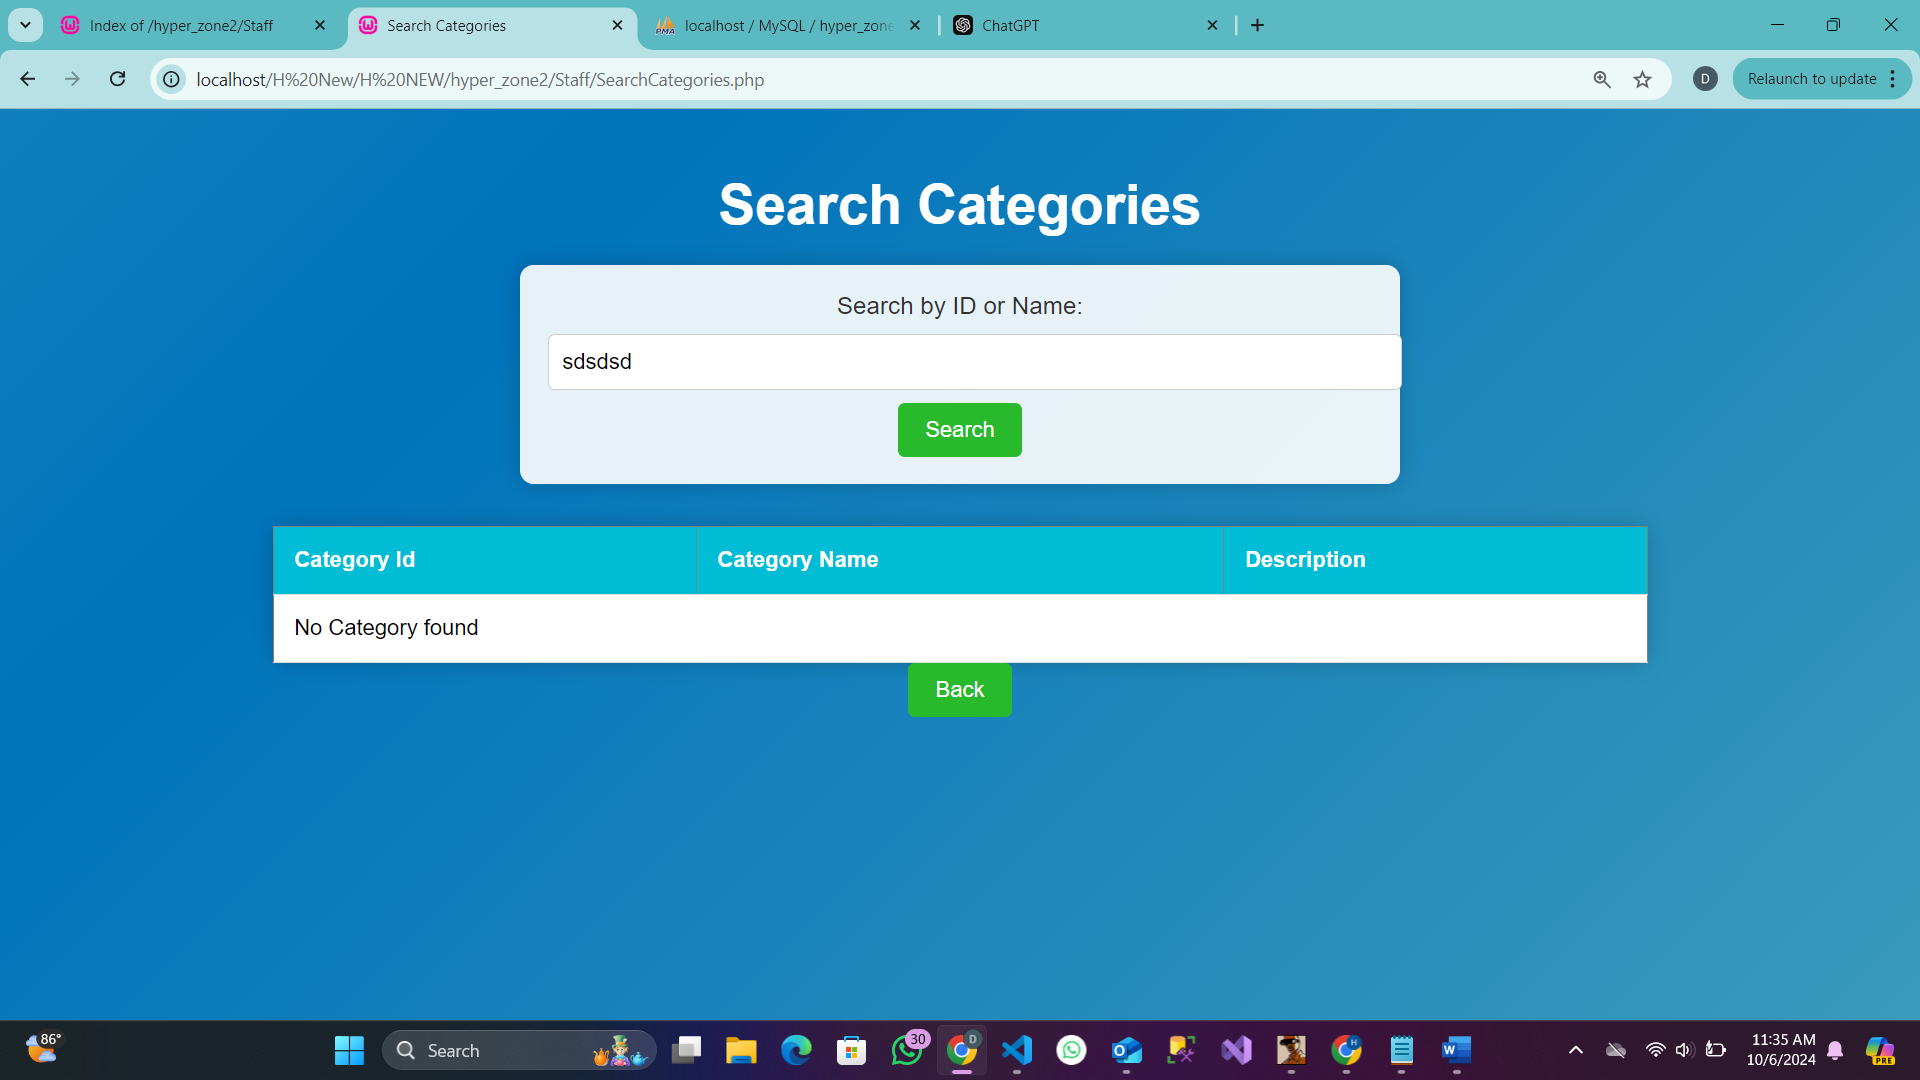 Index of /hyper_zone2/Staff
Search Categories
localhost / MySQL / hyper_zone
ChatGPT
localhost/H%20New/H%20NEW/hyper_zone2/Staff/SearchCategories.php
D
Relaunch to update
Search Categories
Search by ID or Name:
sdsdsd
Search
Category Id
Category Name
Description
No Category found
Back
86°
Search
30
D
H
11:35 AM
10/6/2024
PRE